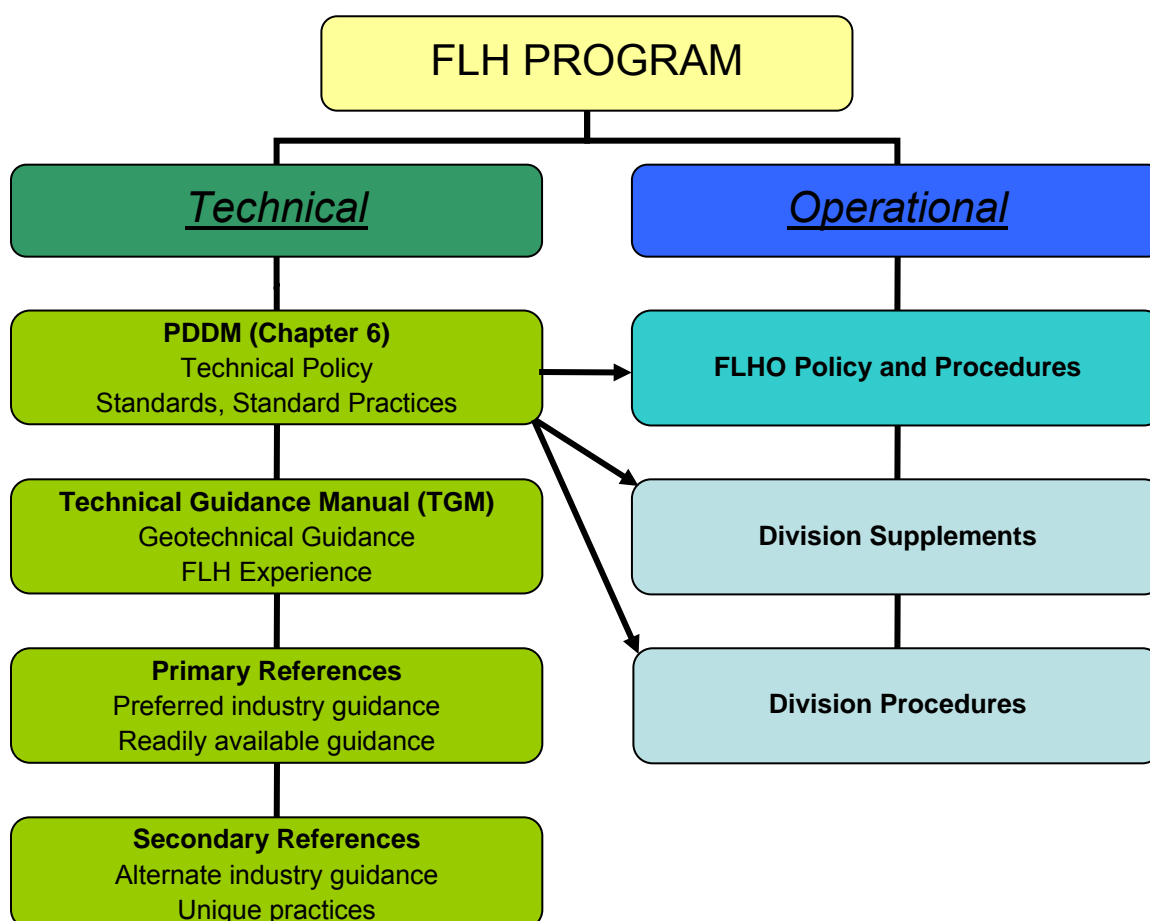 FLH PROGRAM
Technical
Operational
PDDM (Chapter 6)
Technical Policy
Standards, Standard Practices
FLHO Policy and Procedures
Technical Guidance Manual (TGM)
Geotechnical Guidance
FLH Experience
Division Supplements
Primary References
Preferred industry guidance
Readily available guidance
Division Procedures
Secondary References
Alternate industry guidance
Unique practices